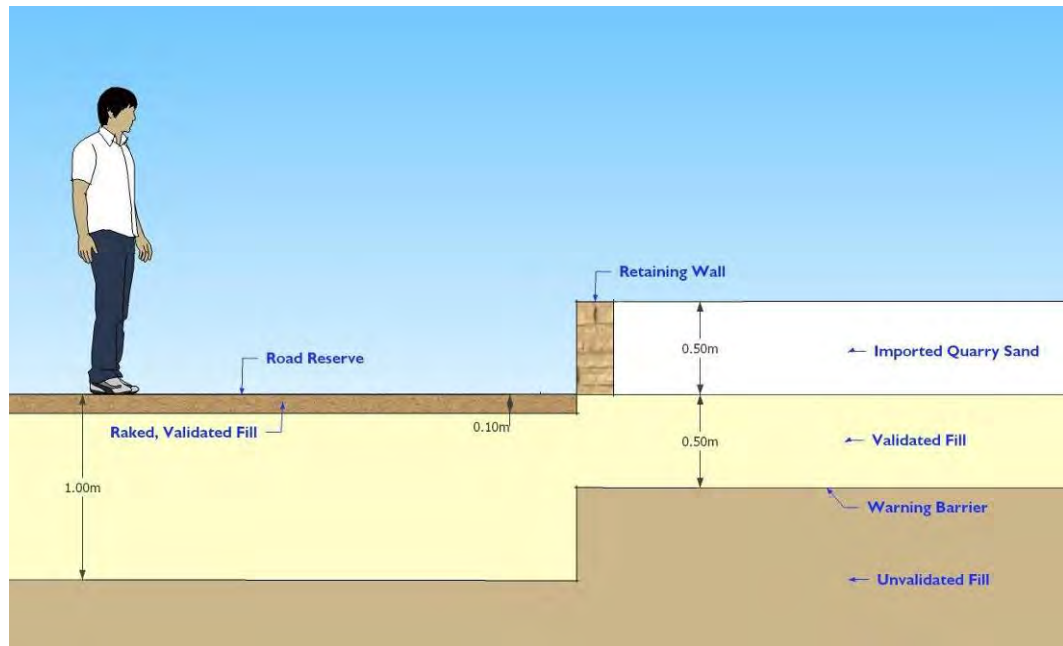 Retaining Wall
0.50m
Imported Quarry Sand
Road Reserve
Raked, Validated Fill
0.10m
0.50m
Validated Fill
1.00m
Warning Barrier
Unvalidated Fill